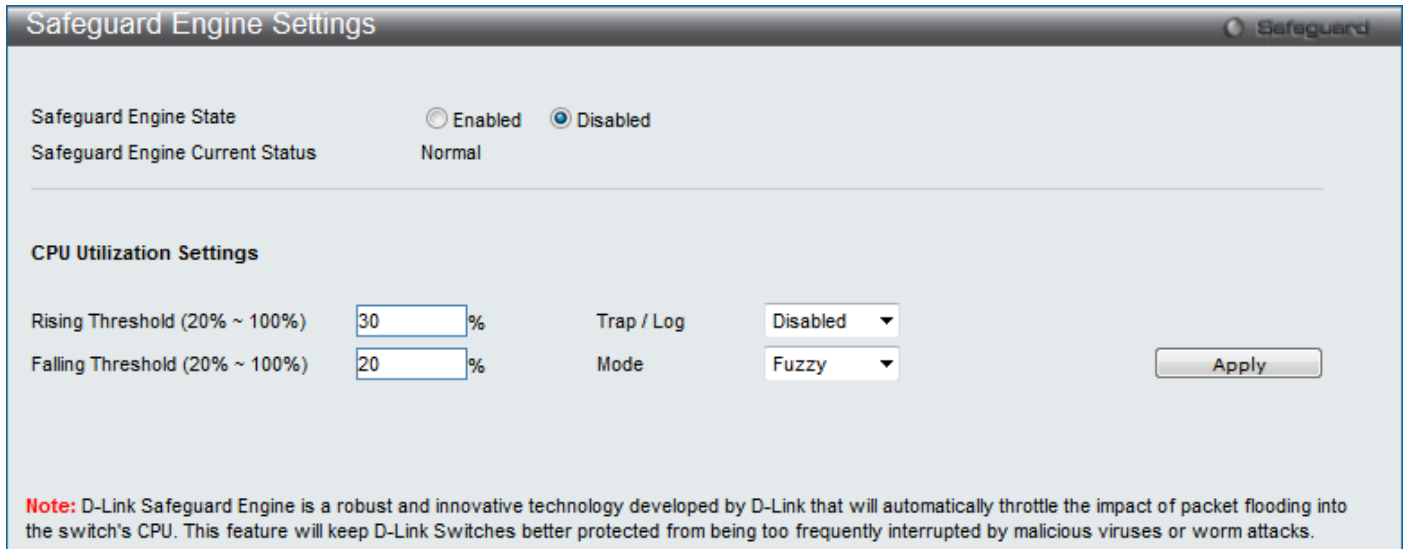 Safeguard Engine Settings
Safeguard
Safeguard Engine State Enabled Disabled
Safeguard Engine Current Status Normal
CPU Utilization Settings
Rising Threshold (20% ~ 100%) 30 % Trap / Log Disabled
Falling Threshold (20% ~ 100%) 20 % Mode Fuzzy Apply
Note: D-Link Safeguard Engine is a robust and innovative technology developed by D-Link that will automatically throttle the impact of packet flooding into
the switch's CPU. This feature will keep D-Link Switches better protected from being too frequently interrupted by malicious viruses or worm attacks.